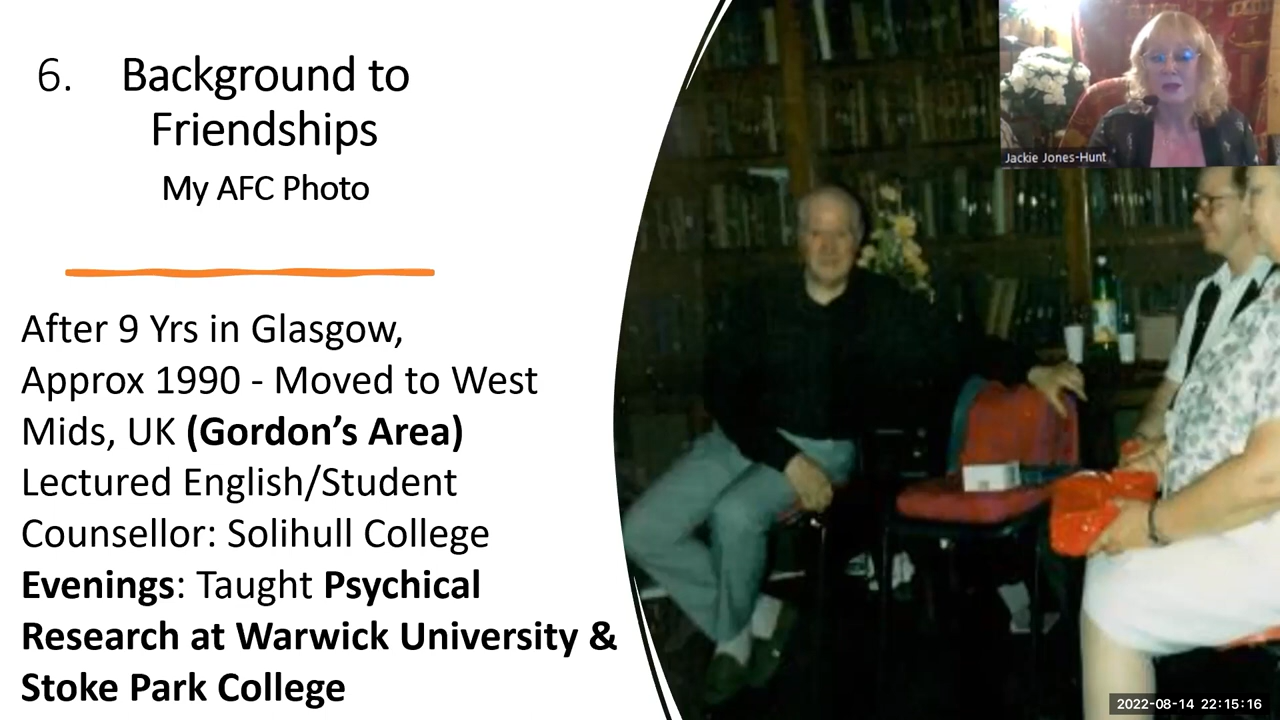 6. Background to
Friendships
My AFC Photo
After 9 Yrs in Glasgow,
Approx 1990 - Moved to West
Mids, UK (Gordon’s Area)
Lectured English/Student
Counsellor: Solihull College
Evenings: Taught Psychical
Research at Warwick University &
Stoke Park College
Jackie Jones-Hunt
2022-08-14 22:15:16